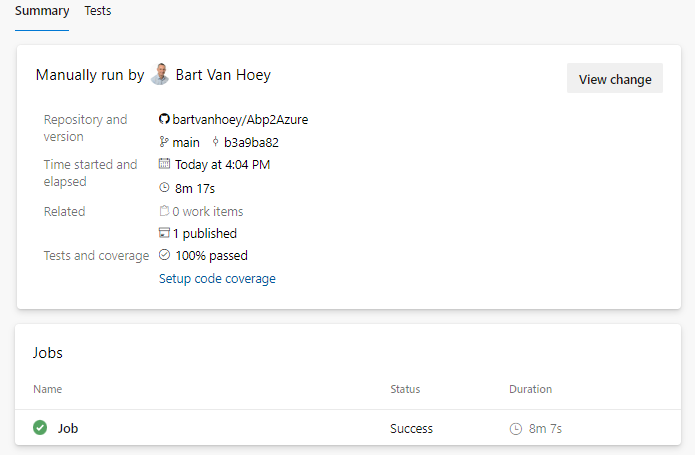 Summary Tests
Manually run by Bart Van Hoey
View change
Repository and version
bartvanhoey/Abp2Azure
main b3a9ba82
Time started and elapsed
Today at 4:04 PM
8m 17s
Related
0 work items
1 published
Tests and coverage
100% passed
Setup code coverage
Jobs
Name Status Duration
Job Success 8m 7s